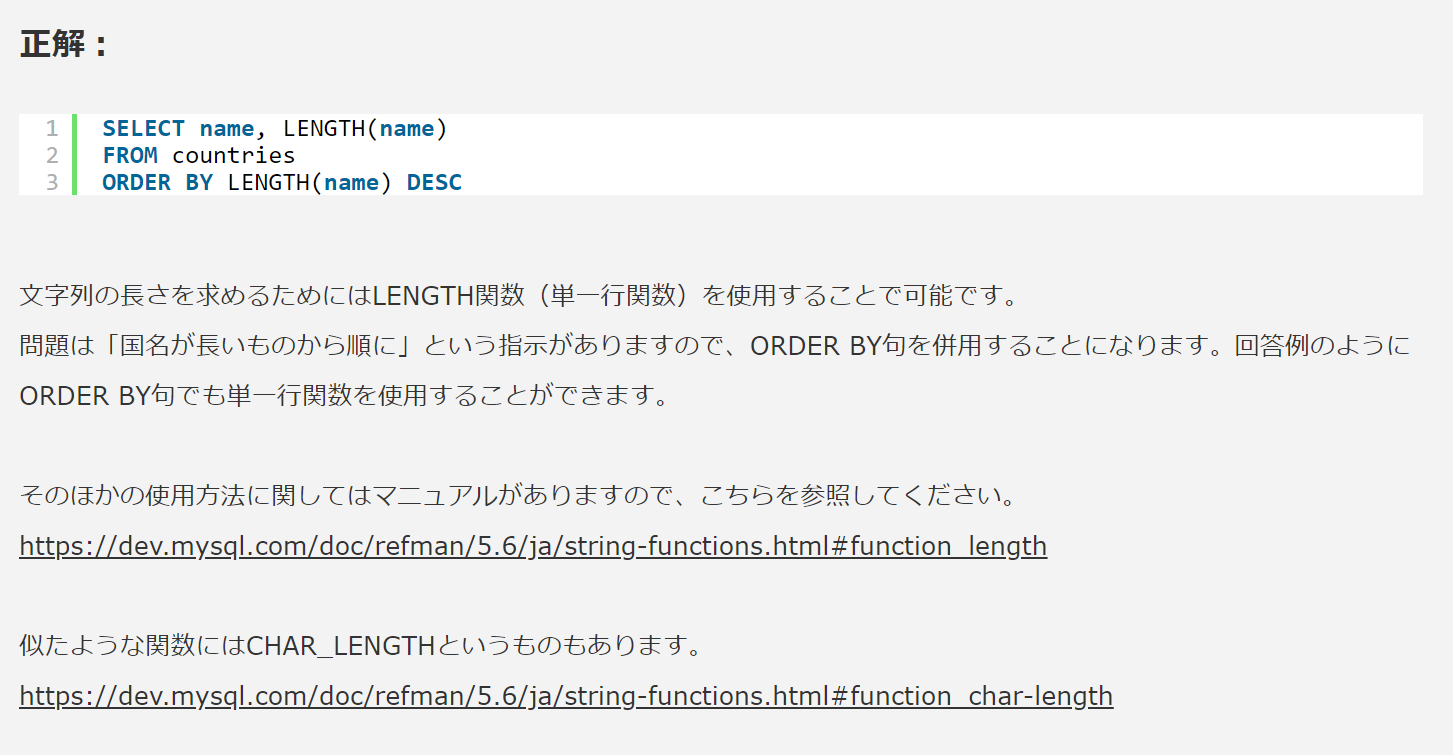 正解：
1 SELECT name, LENGTH(name)
2 FROM countries
3 ORDER BY LENGTH(name) DESC
文字列の長さを求めるためにはLENGTH関数（単一行関数）を使用することで可能です。
問題は「国名が長いものから順に」という指示がありますので、ORDER BY句を併用することになります。回答例のように
ORDER BY句でも単一行関数を使用することができます。
そのほかの使用方法に関してはマニュアルがありますので、こちらを参照してください。
https://dev.mysql.com/doc/refman/5.6/ja/string-functions.html#function_length
似たような関数にはCHAR_LENGTHというものもあります。
https://dev.mysql.com/doc/refman/5.6/ja/string-functions.html#function_char-length